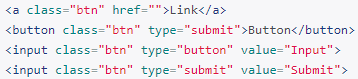 <a class="btn" href="">Link</a>
<button class="btn" type="submit">Button</button>
<input class="btn" type="button" value="Input">
<input class="btn" type="submit" value="Submit">